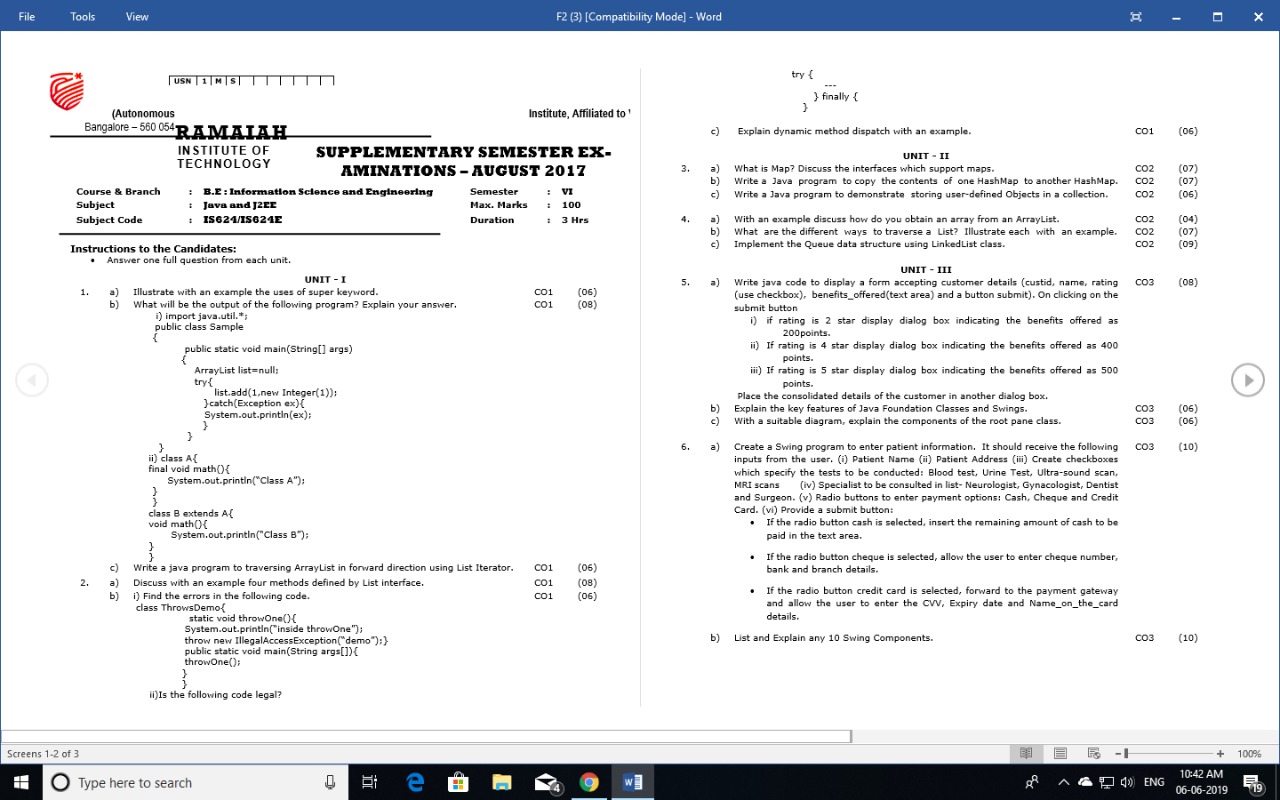 File Tools View F2 (3) [Compatibility Mode] - Word
USN 1 M S
(Autonomous Institute, Affiliated to
Bangalore – 560 054
RAMAIAH
INSTITUTE OF
TECHNOLOGY
SUPPLEMENTARY SEMESTER EX-
AMINATIONS – AUGUST 2017
Course & Branch : B.E : Information Science and Engineering Semester : VI
Subject : Java and J2EE Max. Marks : 100
Subject Code : IS624/IS624E Duration : 3 Hrs
Instructions to the Candidates:
• Answer one full question from each unit.
UNIT - I
1. a) Illustrate with an example the uses of super keyword. CO1 (06)
b) What will be the output of the following program? Explain your answer. CO1 (08)
i) import java.util.*;
public class Sample
{
public static void main(String[] args)
{
ArrayList list=null;
try{
list.add(1,new Integer(1));
}catch(Exception ex){
System.out.println(ex);
}
}
}
ii) class A{
final void math(){
System.out.println("Class A");
}
}
class B extends A{
void math(){
System.out.println("Class B");
}
}
c) Write a java program to traversing ArrayList in forward direction using List Iterator. CO1 (06)
2. a) Discuss with an example four methods defined by List interface. CO1 (08)
b) i) Find the errors in the following code. CO1 (06)
class ThrowsDemo{
static void throwOne(){
System.out.println("inside throwOne");
throw new IllegalAccessException("demo");}
public static void main(String args[]){
throwOne();
}
}
ii)Is the following code legal?
try {
---
} finally {
}
c) Explain dynamic method dispatch with an example. CO1 (06)
UNIT - II
3. a) What is Map? Discuss the interfaces which support maps. CO2 (07)
b) Write a Java program to copy the contents of one HashMap to another HashMap. CO2 (07)
c) Write a Java program to demonstrate storing user-defined Objects in a collection. CO2 (06)
4. a) With an example discuss how do you obtain an array from an ArrayList. CO2 (04)
b) What are the different ways to traverse a List? Illustrate each with an example. CO2 (07)
c) Implement the Queue data structure using LinkedList class. CO2 (09)
UNIT - III
5. a) Write java code to display a form accepting customer details (custid, name, rating CO3 (08)
(use checkbox), benefits_offered(text area) and a button submit). On clicking on the
submit button
i) if rating is 2 star display dialog box indicating the benefits offered as
200points.
ii) If rating is 4 star display dialog box indicating the benefits offered as 400
points.
iii) If rating is 5 star display dialog box indicating the benefits offered as 500
points.
Place the consolidated details of the customer in another dialog box.
b) Explain the key features of Java Foundation Classes and Swings. CO3 (06)
c) With a suitable diagram, explain the components of the root pane class. CO3 (06)
6. a) Create a Swing program to enter patient information. It should receive the following CO3 (10)
inputs from the user. (i) Patient Name (ii) Patient Address (iii) Create checkboxes
which specify the tests to be conducted: Blood test, Urine Test, Ultra-sound scan,
MRI scans (iv) Specialist to be consulted in list- Neurologist, Gynacologist, Dentist
and Surgeon. (v) Radio buttons to enter payment options: Cash, Cheque and Credit
Card. (vi) Provide a submit button:
• If the radio button cash is selected, insert the remaining amount of cash to be
paid in the text area.
• If the radio button cheque is selected, allow the user to enter cheque number,
bank and branch details.
• If the radio button credit card is selected, forward to the payment gateway
and allow the user to enter the CVV, Expiry date and Name_on_the_card
details.
b) List and Explain any 10 Swing Components. CO3 (10)
Screens 1-2 of 3 100%
Type here to search 4 ENG 10:42 AM 19
06-06-2019